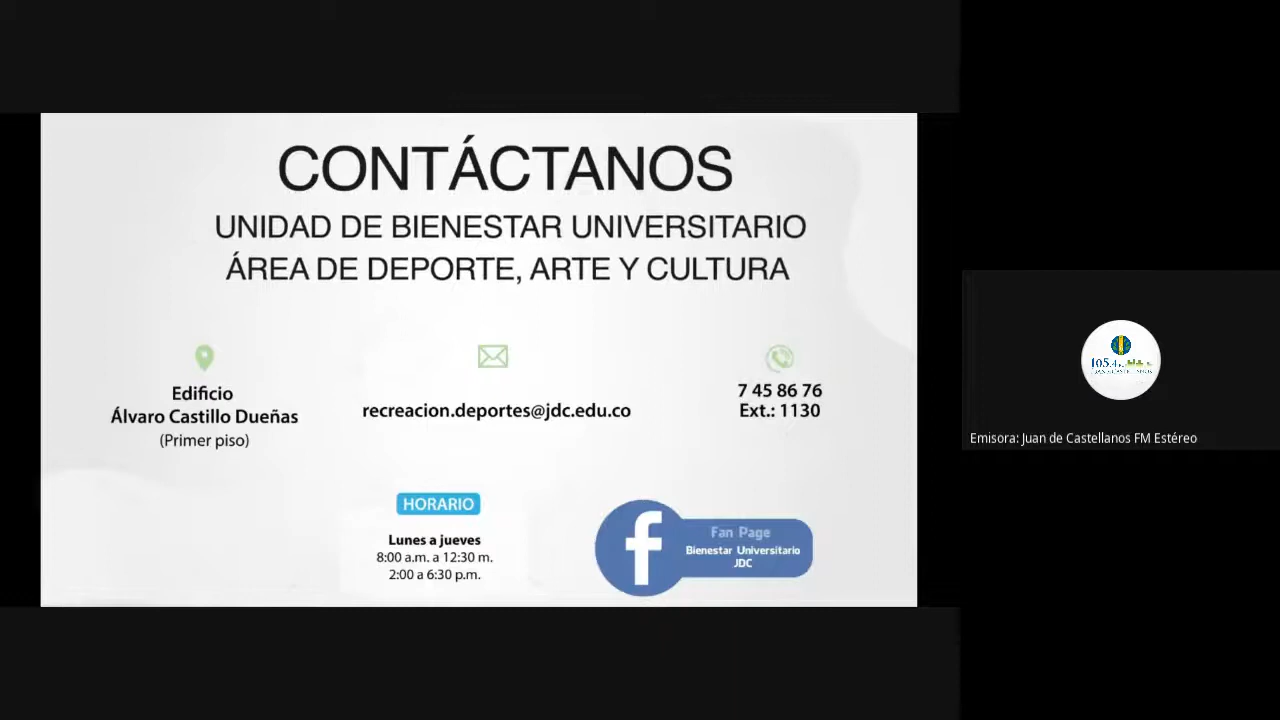 CONTÁCTANOS
UNIDAD DE BIENESTAR UNIVERSITARIO
ÁREA DE DEPORTE, ARTE Y CULTURA
Edificio
Álvaro Castillo Dueñas
(Primer piso)
recreacion.deportes@jdc.edu.co
7 45 86 76
Ext.: 1130
HORARIO
Lunes a jueves
8:00 a.m. a 12:30 m.
2:00 a 6:30 p.m.
Fan Page
Bienestar Universitario
JDC
Emisora: Juan de Castellanos FM Estéreo